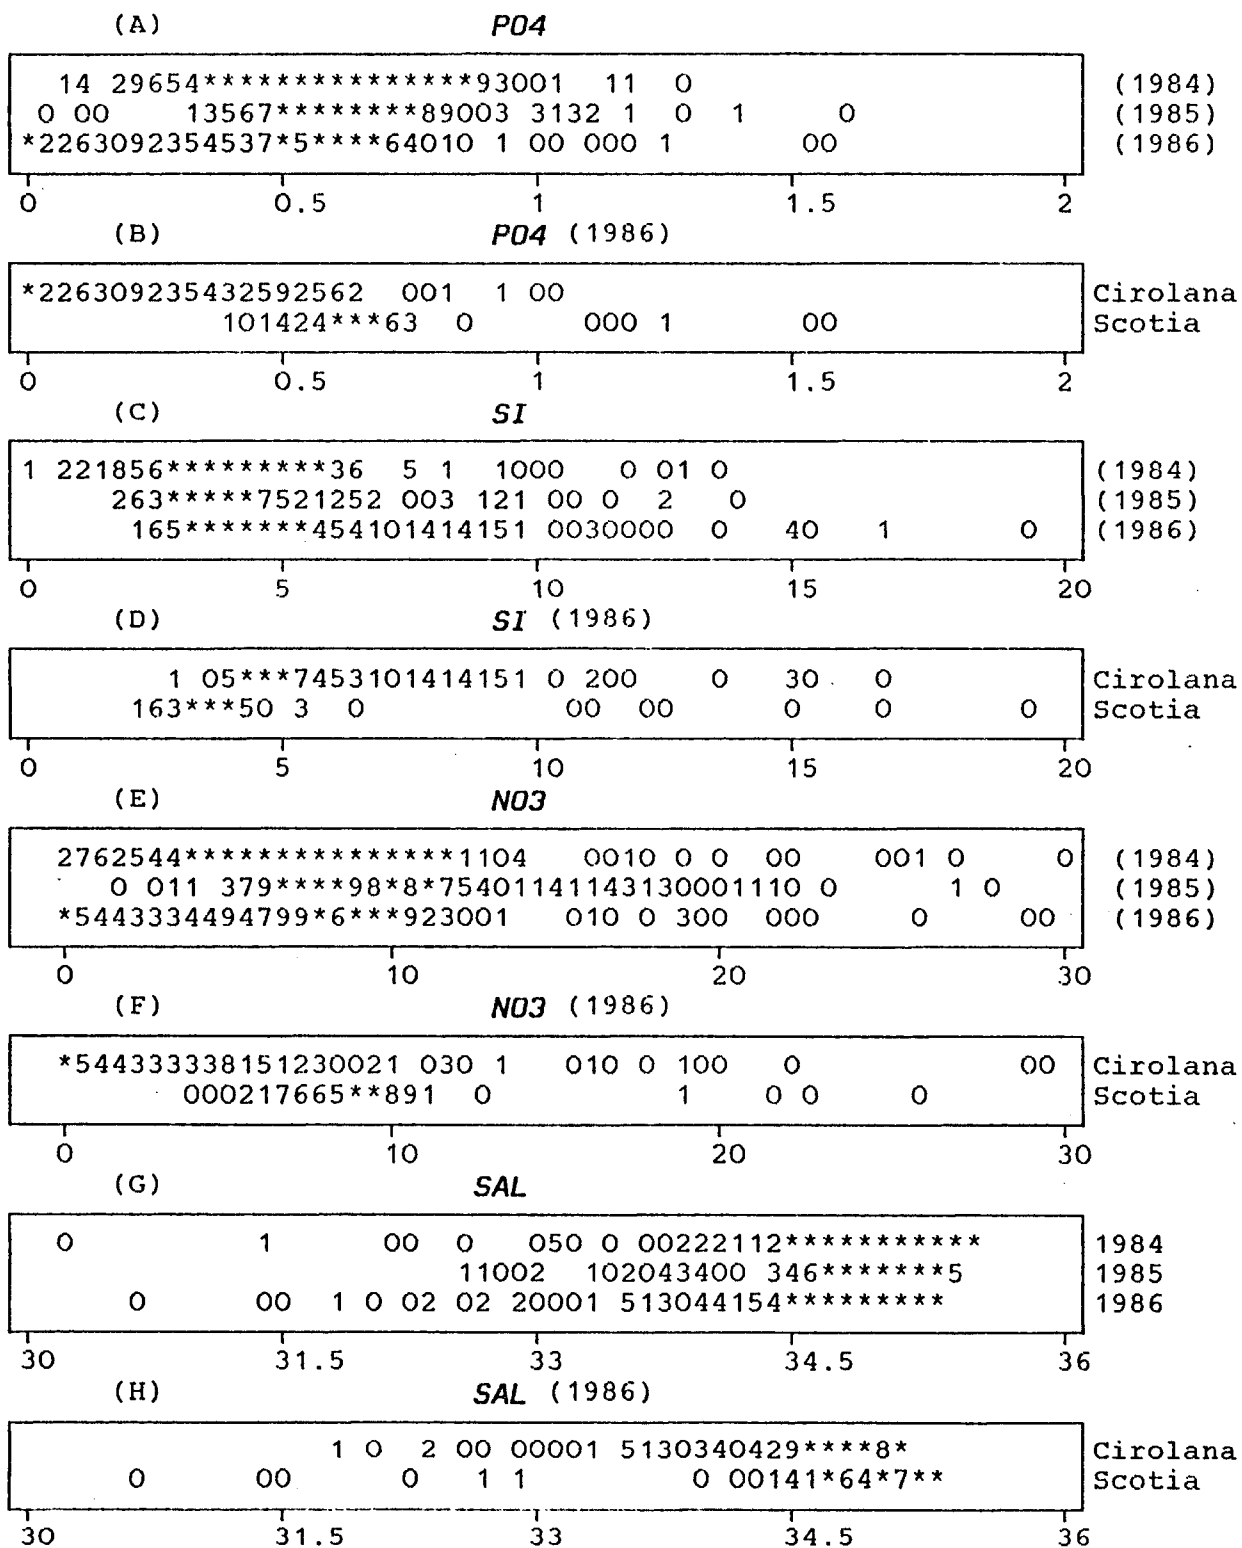 (A) PO4
14 29654***************93001 11 0 (1984)
0 00 13567********89003 3132 1 0 1 0 (1985)
*2263092354537*5****64010 1 00 000 1 00 (1986)
0 0.5 1 1.5 2
(B) PO4 (1986)
*226309235432592562 001 1 00 Cirolana
101424***63 0 000 1 00 Scotia
0 0.5 1 1.5 2
(C) SI
1 221856*********36 5 1 1000 0 01 0 (1984)
263*****7521252 003 121 00 0 2 0 (1985)
165*******454101414151 0030000 0 40 1 0 (1986)
0 5 10 15 20
(D) SI (1986)
1 05***7453101414151 0 200 0 30 0 Cirolana
163***50 3 0 00 00 0 0 0 Scotia
0 5 10 15 20
(E) NO3
2762544***************1104 0010 0 0 00 001 0 0 (1984)
0 011 379****98*8*75401141143130001110 0 1 0 (1985)
*5443334494799*6***923001 010 0 300 000 0 00 (1986)
0 10 20 30
(F) NO3 (1986)
*544333338151230021 030 1 010 0 100 0 00 Cirolana
000217665**891 0 1 0 0 0 Scotia
0 10 20 30
(G) SAL
0 1 00 0 050 0 00222112*********** 1984
11002 102043400 346*******5 1985
0 00 1 0 02 02 20001 513044154********* 1986
30 31.5 33 34.5 36
(H) SAL (1986)
1 0 2 00 00001 5130340429****8* Cirolana
0 00 0 1 1 0 00141*64*7** Scotia
30 31.5 33 34.5 36